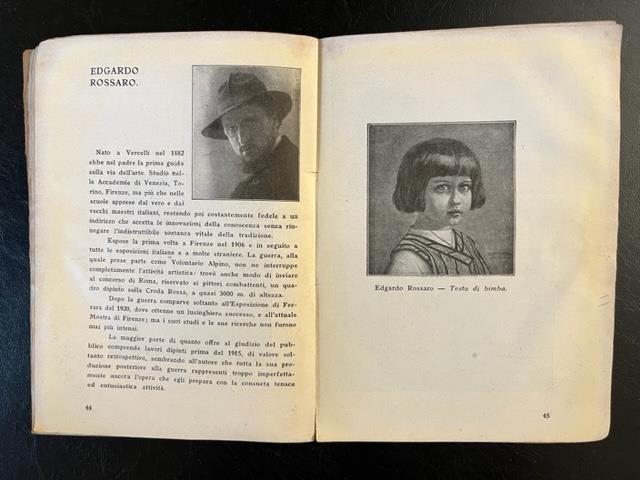 EDGARDO
ROSSARO.
Nato a Vercelli nel 1882
ebbe nel padre la prima guida
sulla via dell'arte. Studiò nel-
le Accademie di Venezia, To-
rino, Firenze, ma più che nelle
scuole apprese dal vero e dai
vecchi maestri italiani, restando poi costantemente fedele a un
indirizzo che accetta le innovazioni della conoscenza senza rin-
negare l'indistruttibile sostanza vitale della tradizione.
Espose la prima volta a Firenze nel 1906 e in seguito a
tutte le esposizioni italiane e a molte straniere. La guerra, alla
quale prese parte come Volontario Alpino, non ne interruppe
completamente l'attività artistica: trovò anche modo di inviare
al concorso di Roma, riservato ai pittori combattenti, un qua-
dro dipinto sulla Croda Rossa, a quasi 3000 m. di altezza.
Dopo la guerra comparve soltanto all'Esposizione di Fer-
rara del 1920, dove ottenne un lusinghiero successo, e all'attuale
Mostra di Firenze; ma i suoi studi e le sue ricerche non furono
mai più intensi.
La maggior parte di quanto offre al giudizio del pub-
blico comprende lavori dipinti prima del 1915, di valore sol-
tanto retrospettivo, sembrando all'autore che tutta la sua pro-
duzione posteriore alla guerra rappresenti troppo imperfetta-
mente ancora l'opera che egli prepara con la consueta tenace
ed entusiastica attività.
44
Edgardo Rossaro — Testa di bimba.
45